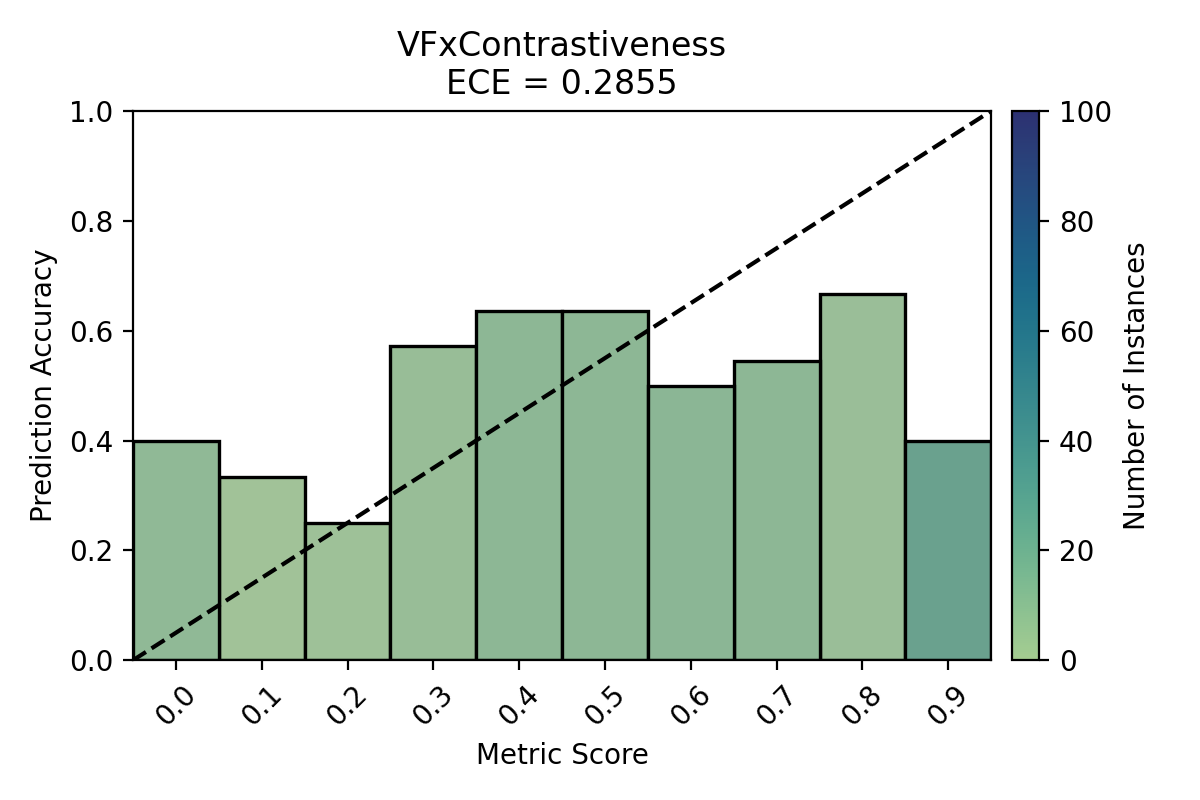 VFxContrastiveness
ECE = 0.2855
1.0
0.8
0.6
0.4
0.2
0.0
Prediction Accuracy
0.0 0.1 0.2 0.3 0.4 0.5 0.6 0.7 0.8 0.9
Metric Score
100
80
60
40
20
0
Number of Instances